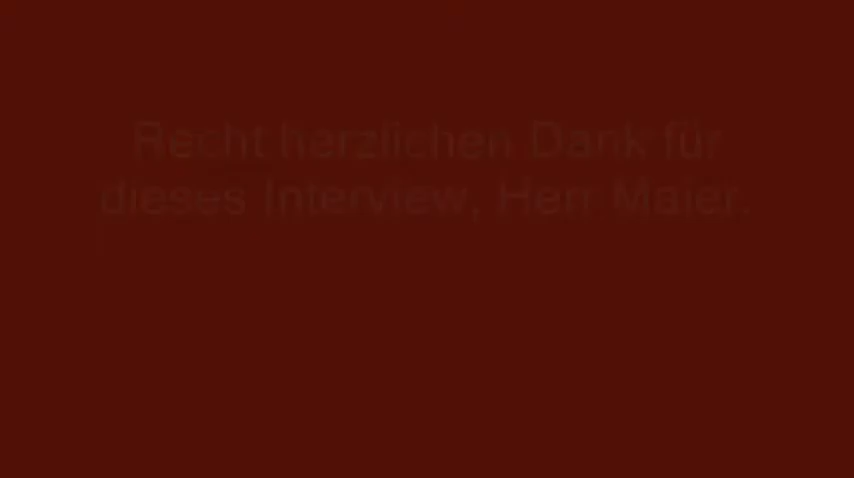 Recht herzlichen Dank für
dieses Interview, Herr Maier.